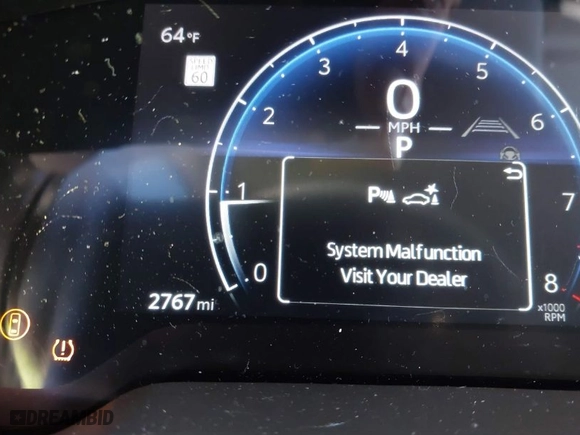 64°F
SPEED
LIMIT
60
0
MPH
P
0 1 2 3 4 5 6 7 8
x1000
RPM
P
System Malfunction
Visit Your Dealer
2767 mi
DREAMBID